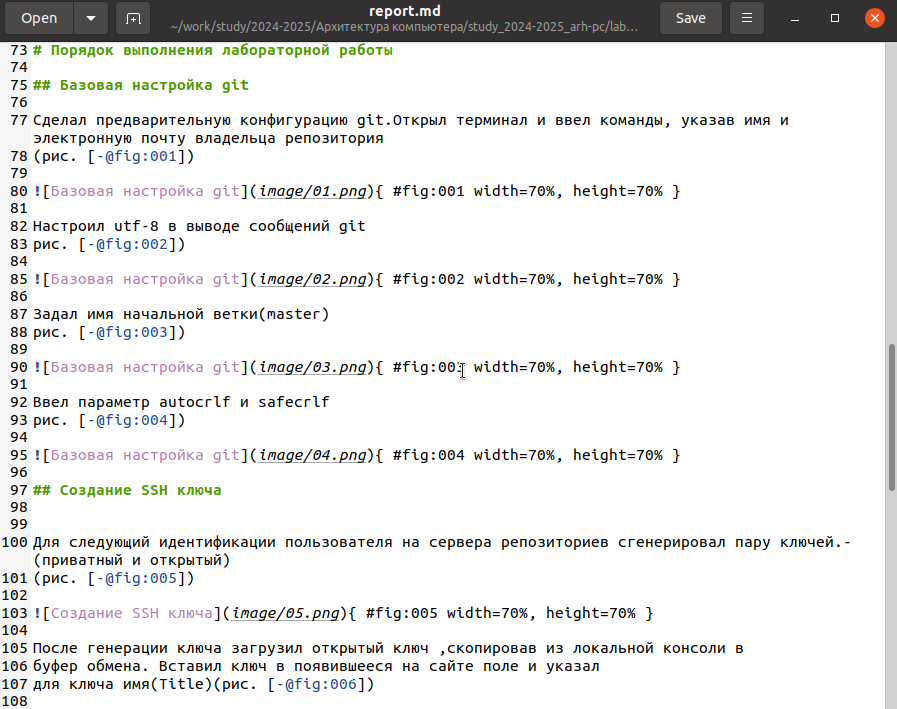 Open
report.md
~/work/study/2024-2025/Архитектура компьютера/study_2024-2025_arh-pc/lab…
Save
73 # Порядок выполнения лабораторной работы
74
75 ## Базовая настройка git
76
77 Сделал предварительную конфигурацию git.Открыл терминал и ввел команды, указав имя и
электронную почту владельца репозитория
78 (рис. [-@fig:001])
79
80 ![Базовая настройка git](image/01.png){ #fig:001 width=70%, height=70% }
81
82 Настроил utf-8 в выводе сообщений git
83 рис. [-@fig:002])
84
85 ![Базовая настройка git](image/02.png){ #fig:002 width=70%, height=70% }
86
87 Задал имя начальной ветки(master)
88 рис. [-@fig:003])
89
90 ![Базовая настройка git](image/03.png){ #fig:003 width=70%, height=70% }
91
92 Ввел параметр autocrlf и safecrlf
93 рис. [-@fig:004])
94
95 ![Базовая настройка git](image/04.png){ #fig:004 width=70%, height=70% }
96
97 ## Создание SSH ключа
98
99
100 Для следующий идентификации пользователя на сервера репозиториев сгенерировал пару ключей.-
(приватный и открытый)
101 (рис. [-@fig:005])
102
103 ![Создание SSH ключа](image/05.png){ #fig:005 width=70%, height=70% }
104
105 После генерации ключа загрузил открытый ключ ,скопировав из локальной консоли в
106 буфер обмена. Вставил ключ в появившееся на сайте поле и указал
107 для ключа имя(Title)(рис. [-@fig:006])
108